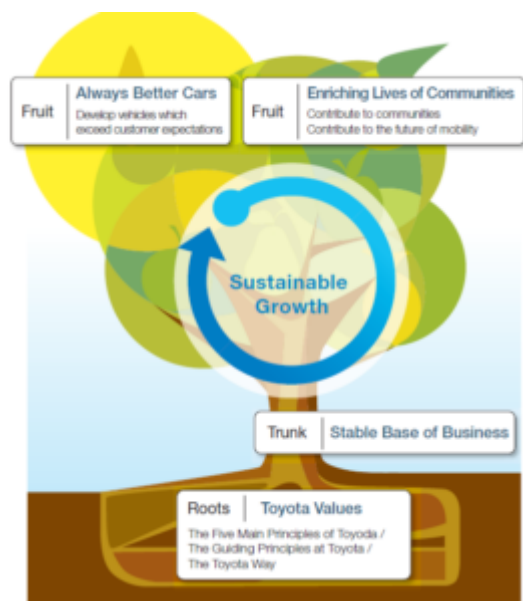 Fruit
Always Better Cars
Develop vehicles which
exceed customer expectations
Fruit
Enriching Lives of Communities
Contribute to communities
Contribute to the future of mobility
Sustainable
Growth
Trunk
Stable Base of Business
Roots
Toyota Values
The Five Main Principles of Toyoda /
The Guiding Principles at Toyota /
The Toyota Way